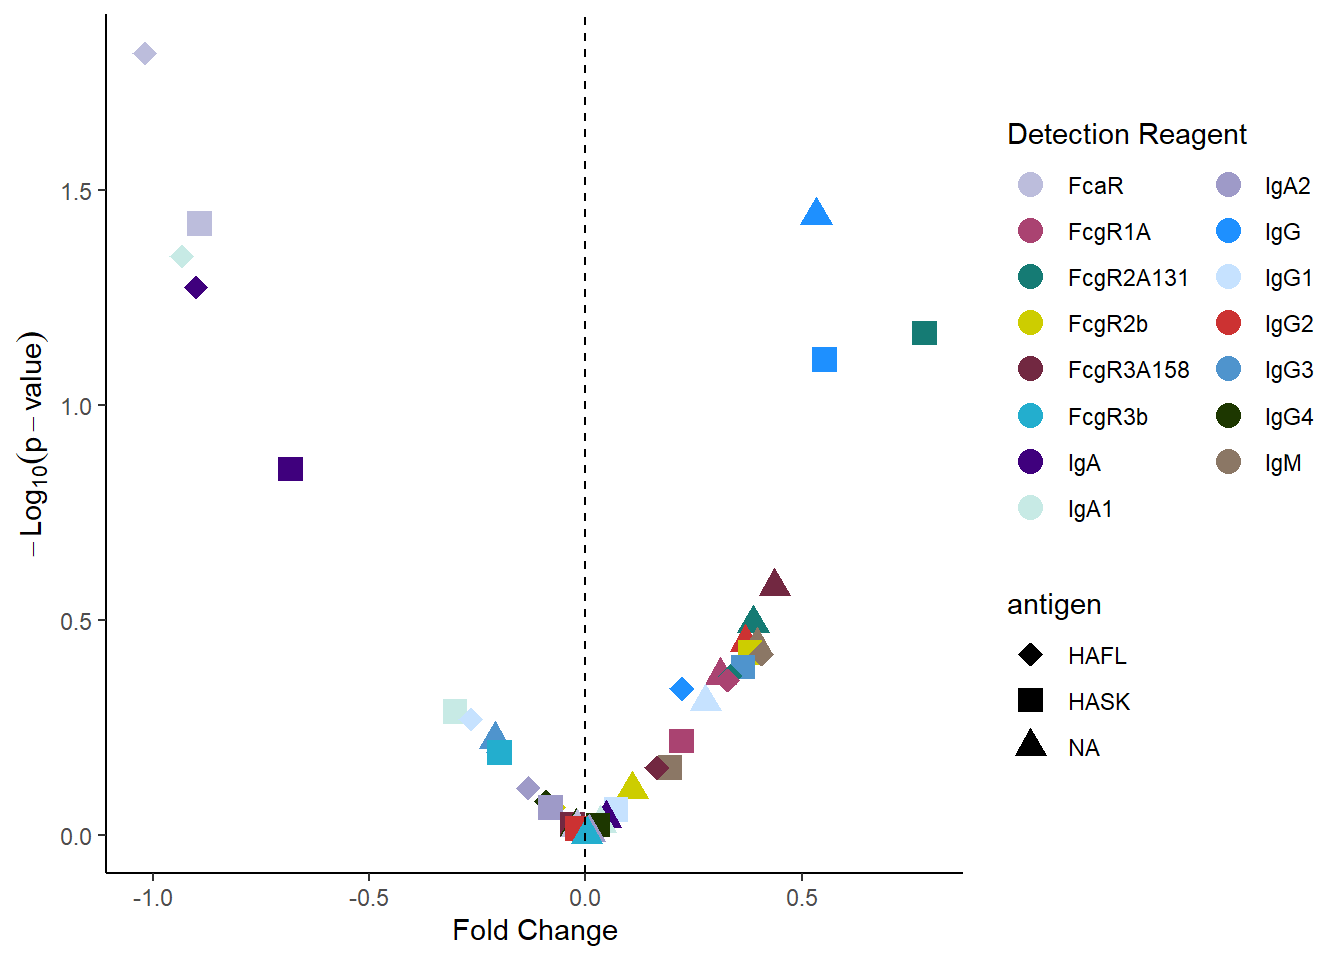 1.5
1.0
0.5
0.0
−Log10(p−value)
-1.0 -0.5 0.0 0.5
Fold Change
Detection Reagent
FcaR IgA2
FcgR1A IgG
FcgR2A131 IgG1
FcgR2b IgG2
FcgR3A158 IgG3
FcgR3b IgG4
IgA IgM
IgA1
antigen
HAFL
HASK
NA